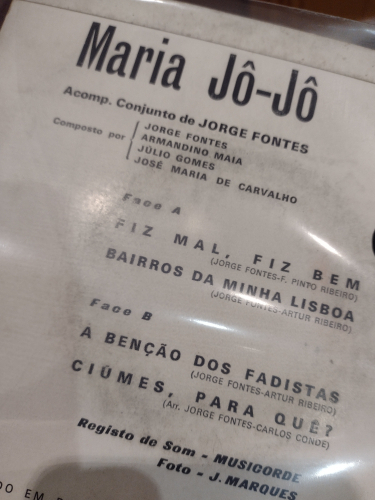 Maria Jô-Jô
Acomp. Conjunto de JORGE FONTES
Composto por
JORGE FONTES
ARMANDINO MAIA
JÚLIO GOMES
JOSÉ MARIA DE CARVALHO
Face A
FIZ MAL, FIZ BEM
(JORGE FONTES-F. PINTO RIBEIRO)
BAIRROS DA MINHA LISBOA
(JORGE FONTES-ARTUR RIBEIRO)
Face B
A BENÇÃO DOS FADISTAS
(JORGE FONTES-ARTUR RIBEIRO)
CIÚMES, PARA QUÊ?
(Arr. JORGE FONTES-CARLOS CONDE)
Registo de Som - MUSICORDE
Foto - J. MARQUES
EM